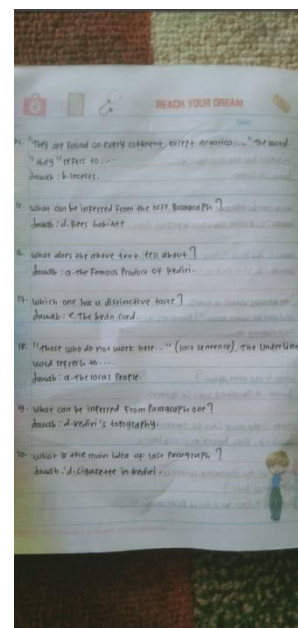 REACH YOUR DREAM
Date
14. "They are found on every continent except Antartica...." The word.
"they" refers to....
Jawab : b. Insects.
15. What can be inferred from the last Paragraph ?
Jawab : d. Bees habitat
16. What does the above text tell about ?
Jawab : a. The famous Product of kediri.
17. Which one has a distinctive taste ?
Jawab : e. The bean curd.
18. "Those who do not work here..." (last sentence). The Underline
word refresh to ....
Jawab : a. The local People.
19. What can be inferred From Paragraph one ?
Jawab : d. kediri's topography.
20. What is the main idea of last Paragraph ?
Jawab : d. Cigarette in kediri.